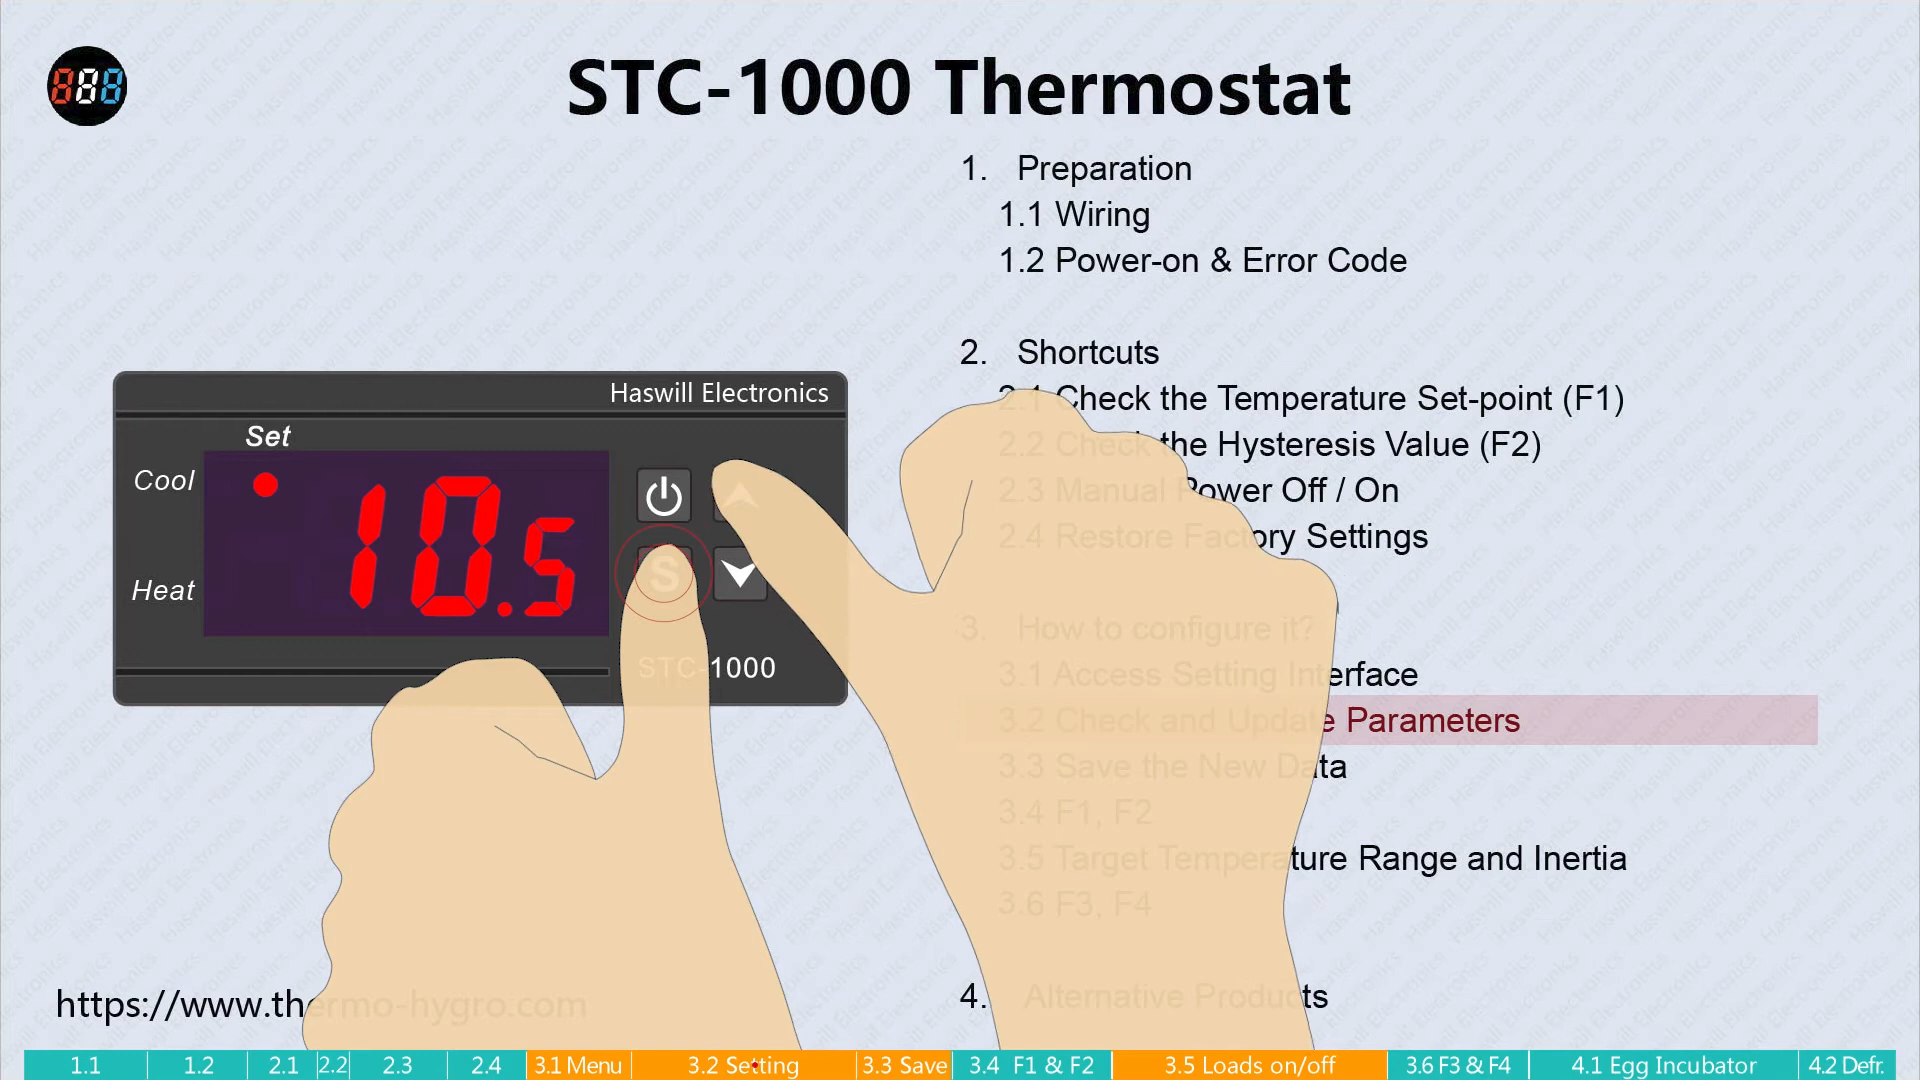 888
STC-1000 Thermostat
1. Preparation
1.1 Wiring
1.2 Power-on & Error Code
2. Shortcuts
2.1 Check the Temperature Set-point (F1)
2.2 Check the Hysteresis Value (F2)
2.3 Manual Power Off / On
2.4 Restore Factory Settings
3. How to configure it?
3.1 Access Setting Interface
3.2 Check and Update Parameters
3.3 Save the New Data
3.4 F1, F2
3.5 Target Temperature Range and Inertia
3.6 F3, F4
4. Alternative Products
Haswill Electronics
Set
Cool
Heat
10.5
S
STC-1000
https://www.thermo-hygro.com
1.1 1.2 2.1 2.2 2.3 2.4 3.1 Menu 3.2 Setting 3.3 Save 3.4 F1 & F2 3.5 Loads on/off 3.6 F3 & F4 4.1 Egg Incubator 4.2 Defr.